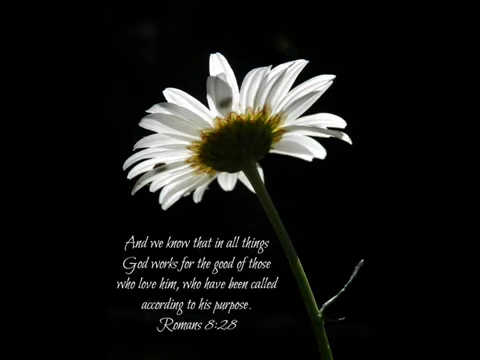 And we know that in all things
God works for the good of those
who love him, who have been called
according to his purpose.
Romans 8:28